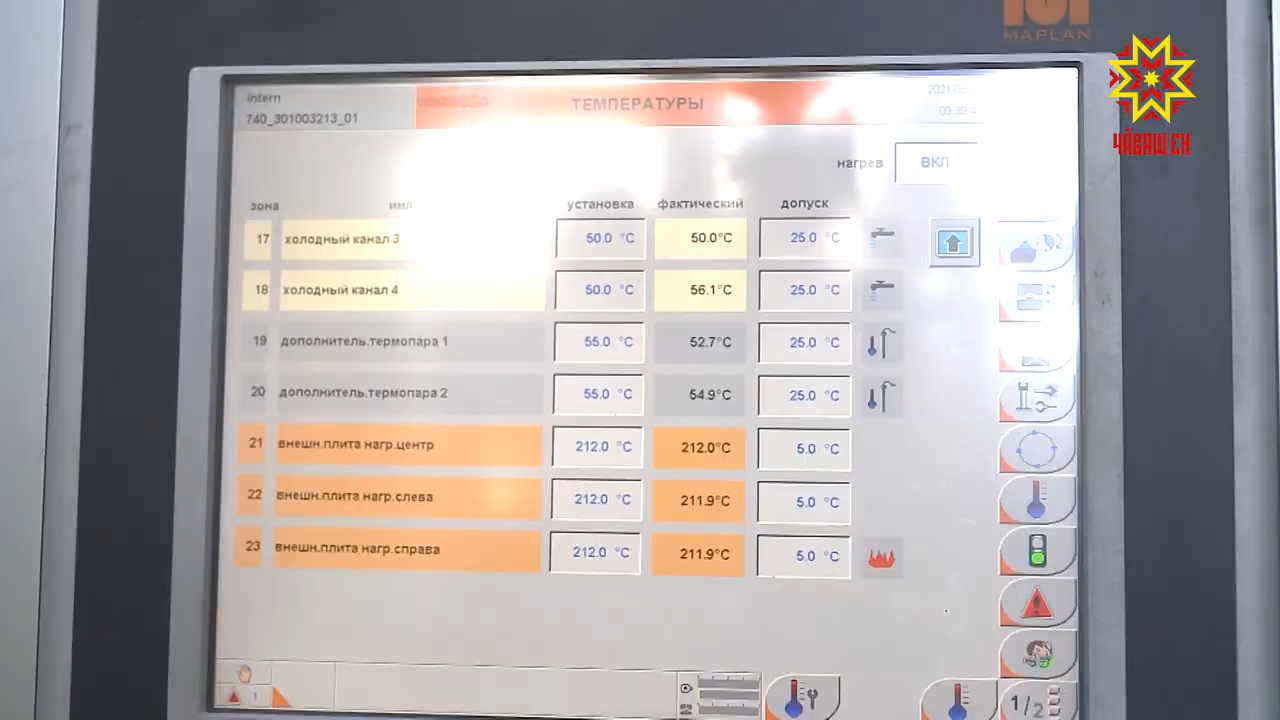 MAPLAN
ЧӐВАШ ЕН
intern
740_301003213_01
ТЕМПЕРАТУРЫ
2021-
09:39:
нагрев ВКЛ
зона имя установка фактический допуск
17 холодный канал 3 50.0 °C 50.0°C 25.0 °C
18 холодный канал 4 50.0 °C 56.1°C 25.0 °C
19 дополнитель.термопара 1 55.0 °C 52.7°C 25.0 °C
20 дополнитель.термопара 2 55.0 °C 54.9°C 25.0 °C
21 внешн.плита нагр.центр 212.0 °C 212.0°C 5.0 °C
22 внешн.плита нагр.слева 212.0 °C 211.9°C 5.0 °C
23 внешн.плита нагр.справа 212.0 °C 211.9°C 5.0 °C
1
1/2